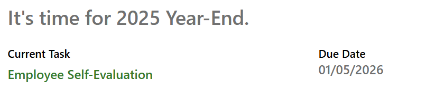 It's time for 2025 Year-End.
Current Task
Due Date
Employee Self-Evaluation
01/05/2026